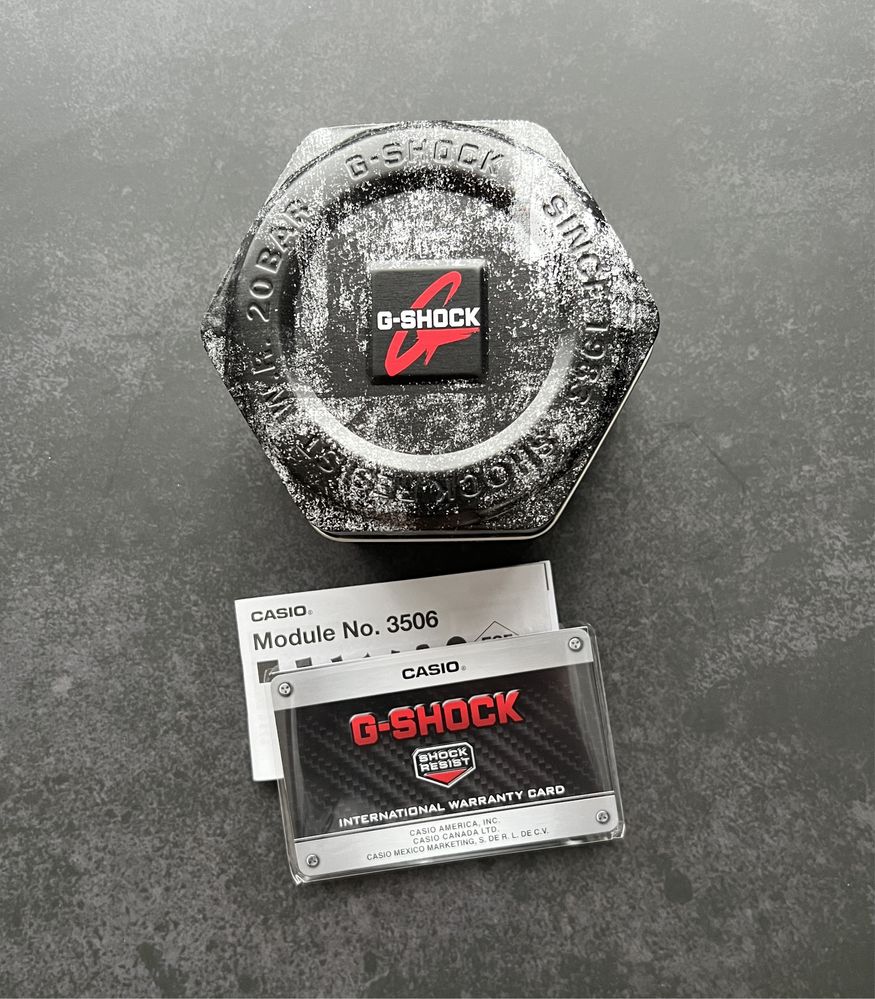 G-SHOCK
SINCE 1983
SHOCK RESIST
W.R. 20BAR
G-SHOCK
CASIO®
Module No. 3506
CASIO®
G-SHOCK
SHOCK
RESIST
INTERNATIONAL WARRANTY CARD
CASIO AMERICA, INC.
CASIO CANADA LTD.
CASIO MEXICO MARKETING, S. DE R. L. DE C.V.